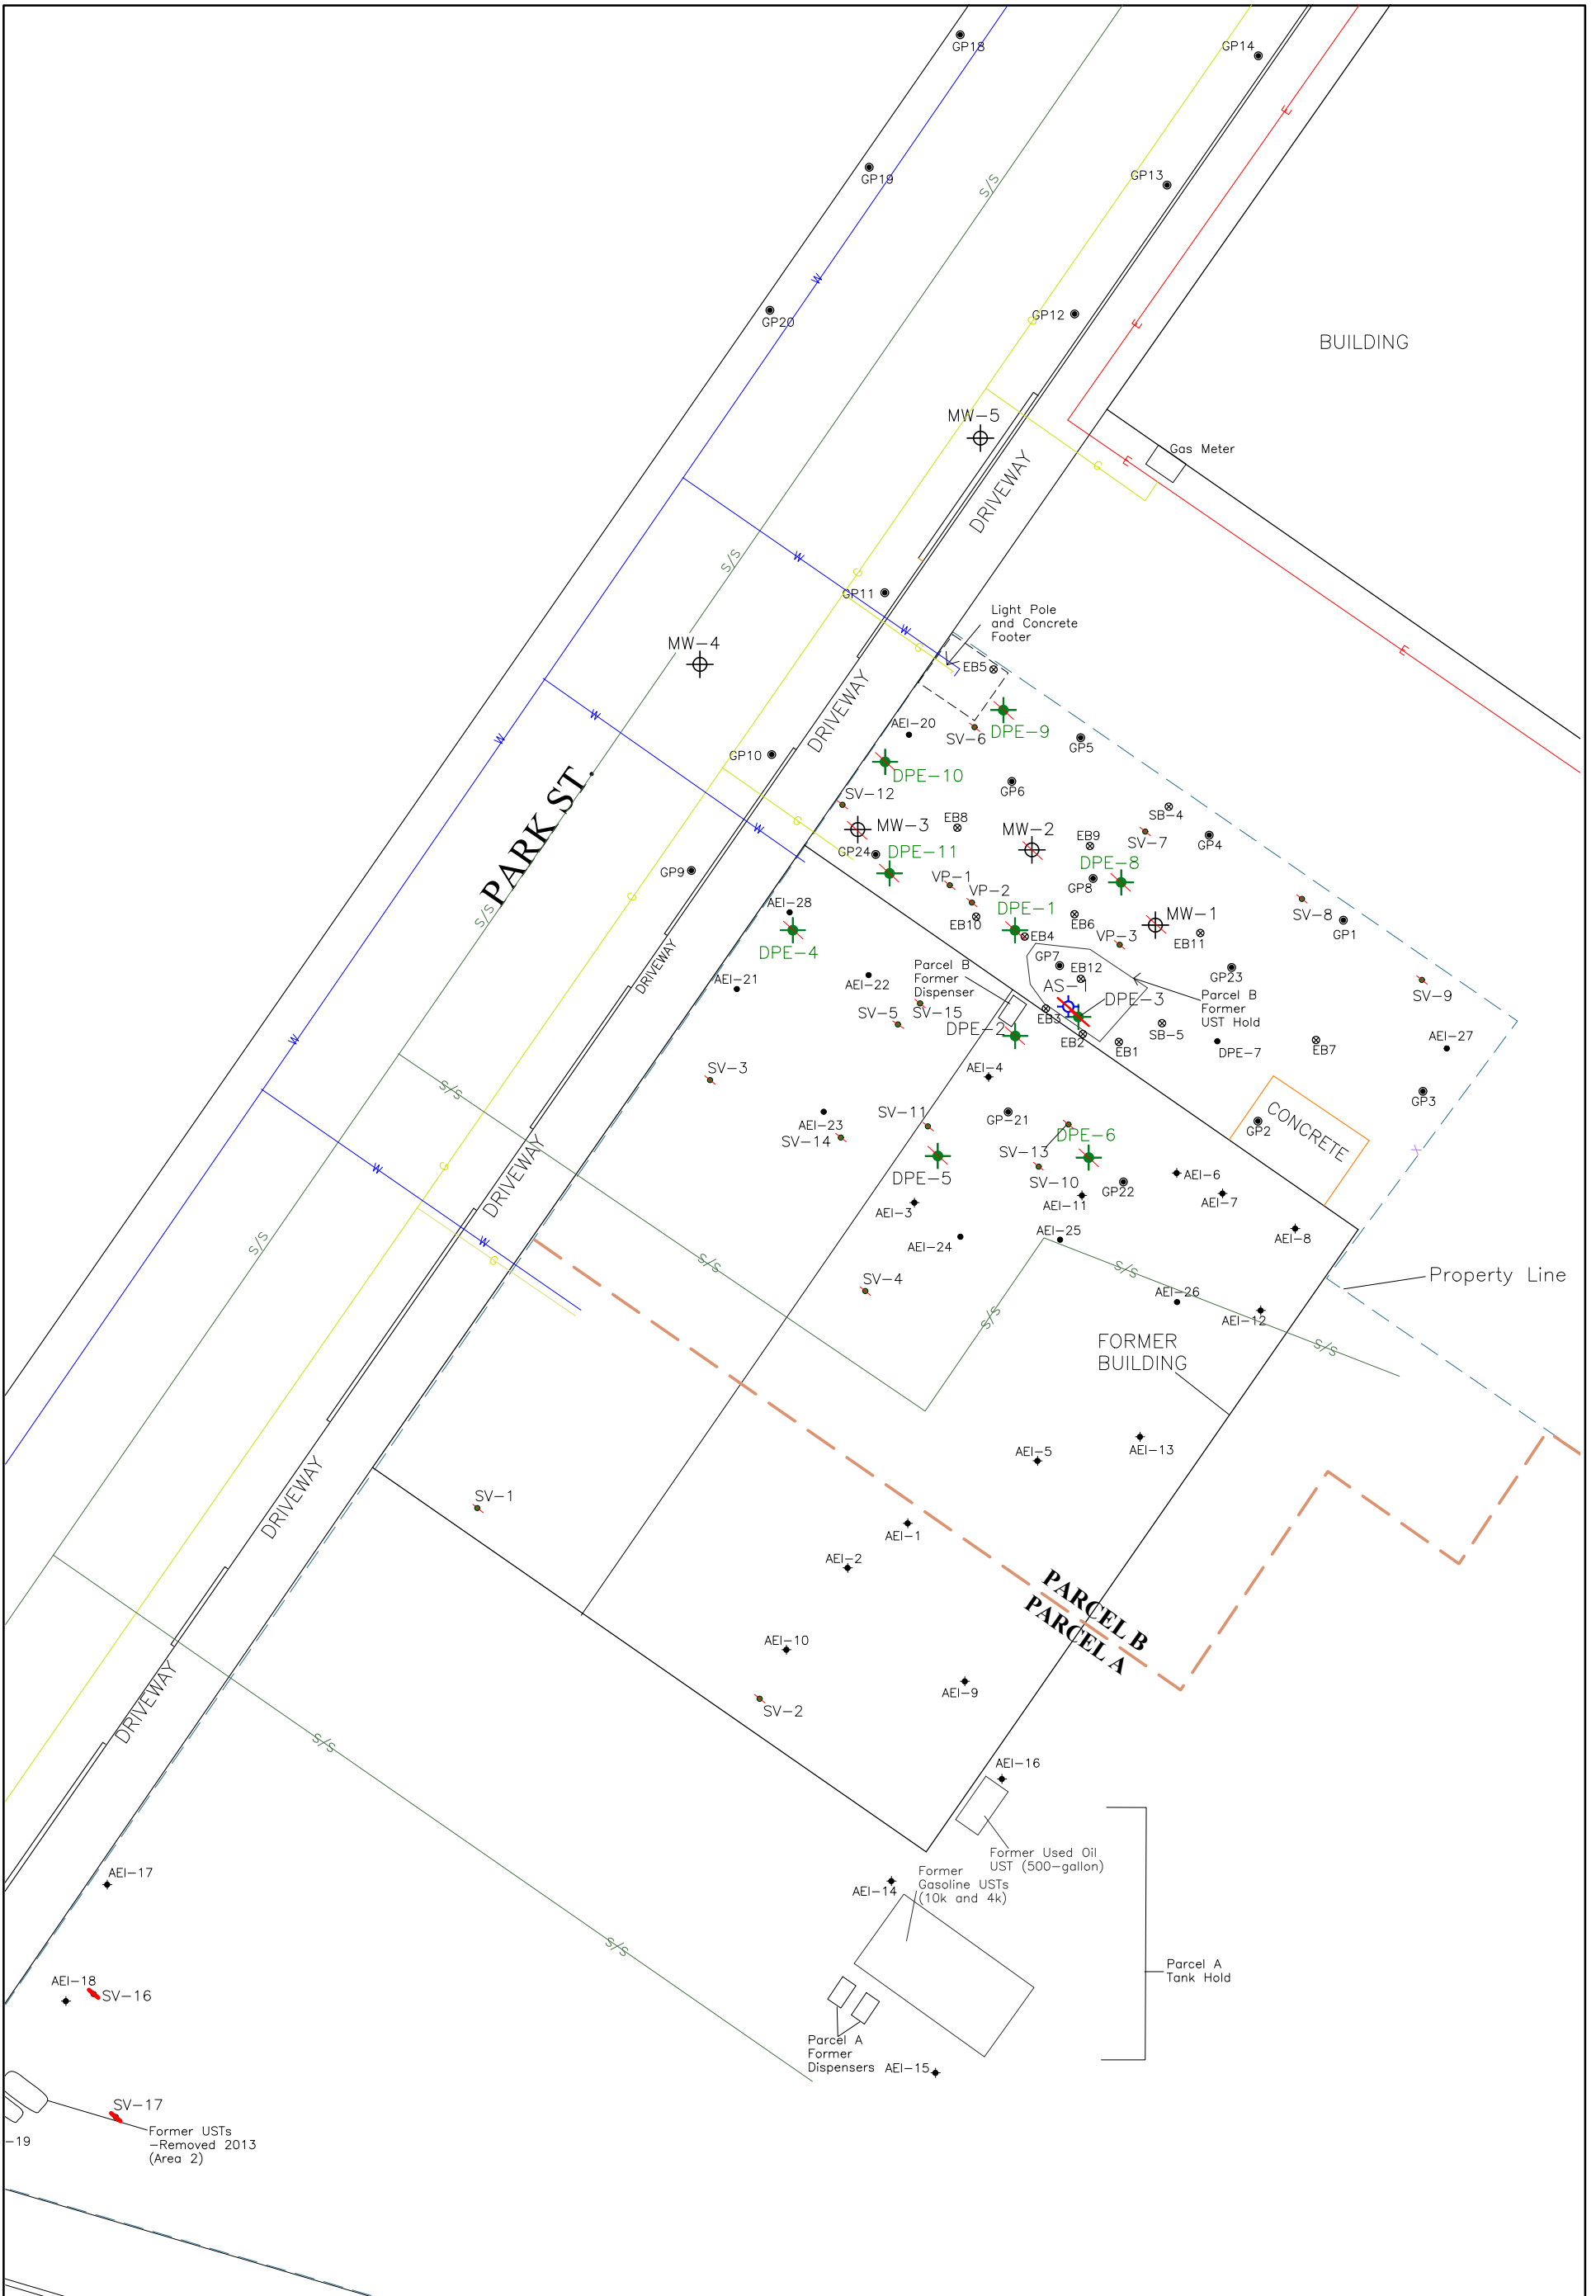 GP18
GP14
E
GP19
S/S
GP13
W
GP20
GP12
G
E
BUILDING
MW-5
Gas Meter
G
E
DRIVEWAY
S/S
W
G
GP11
Light Pole
and Concrete
Footer
W
G
MW-4
EB5
E
W
W
AEI-20
SV-6
DPE-9
GP5
DRIVEWAY
GP10
DPE-10
GP6
PARK ST.
SV-12
SB-4
G
W
MW-3
EB8
MW-2
EB9
SV-7
GP4
GP24
DPE-11
DPE-8
GP9
VP-1
GP8
G
VP-2
SV-8
S/S
AEI-28
EB10
DPE-1
EB6
MW-1
GP1
EB4
VP-3
EB11
DPE-4
DRIVEWAY
AEI-21
AEI-22
Parcel B
Former
Dispenser
GP7
EB12
GP23
SV-9
AS-1
DPE-3
Parcel B
Former
UST Hold
SV-5
SV-15
DPE-2
EB3
SB-5
W
EB2
EB1
DPE-7
EB7
AEI-27
AEI-4
SV-3
S/S
GP3
AEI-23
SV-11
GP-21
CONCRETE
GP2
SV-14
DPE-6
X
G
W
SV-13
DPE-5
SV-10
AEI-6
DRIVEWAY
AEI-3
AEI-11
GP22
AEI-7
S/S
W
AEI-24
AEI-25
AEI-8
G
S/S
S/S
Property Line
SV-4
AEI-26
S/S
AEI-12
FORMER
BUILDING
S/S
AEI-5
AEI-13
DRIVEWAY
SV-1
AEI-1
AEI-2
PARCEL B
PARCEL A
AEI-10
DRIVEWAY
AEI-9
SV-2
S/S
AEI-16
Former Used Oil
UST (500-gallon)
AEI-17
Former
Gasoline USTs
(10k and 4k)
AEI-14
S/S
Parcel A
Tank Hold
AEI-18
SV-16
Parcel A
Former
Dispensers
AEI-15
SV-17
Former USTs
-Removed 2013
(Area 2)
-19